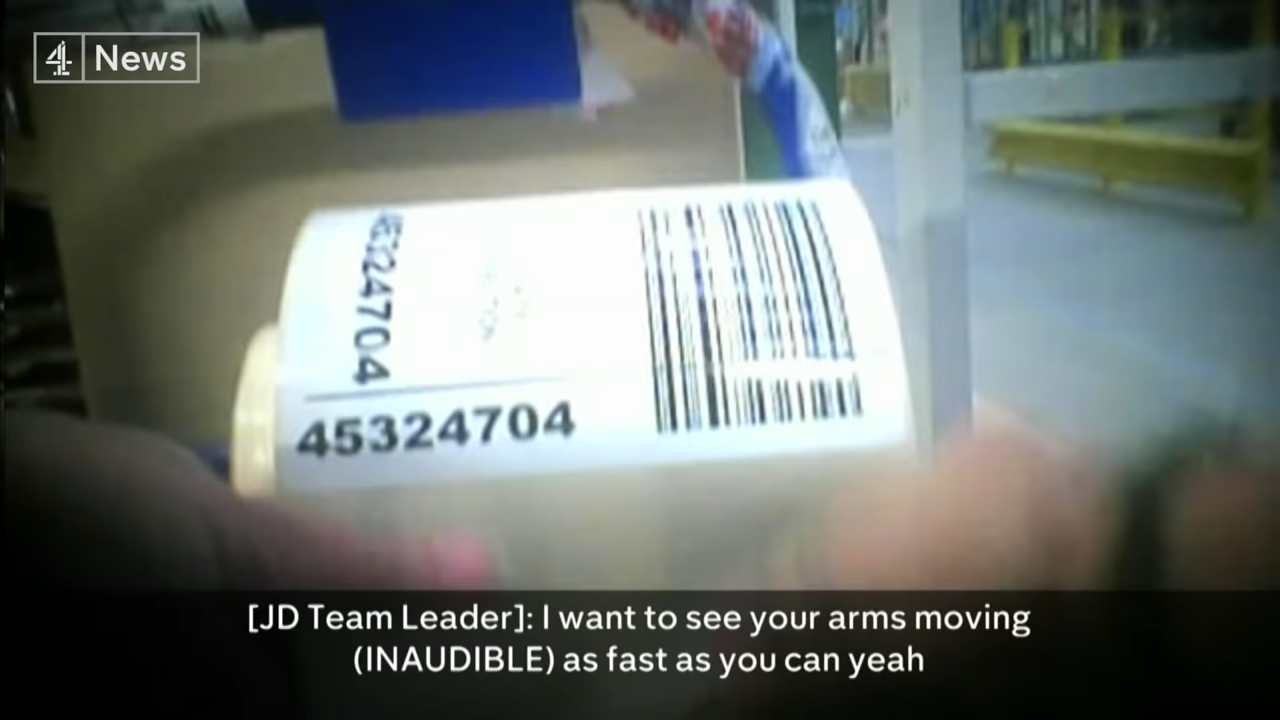 4 News
45324704
45324704
[JD Team Leader]: I want to see your arms moving
(INAUDIBLE) as fast as you can yeah